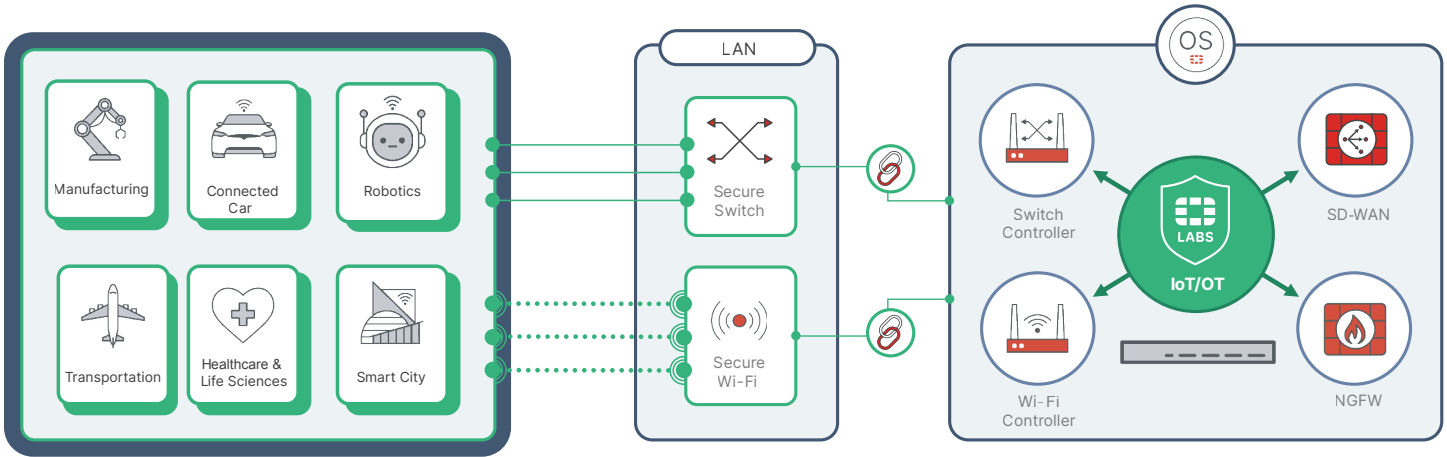 LAN
OS
Manufacturing
Connected
Car
Robotics
Secure
Switch
Switch
Controller
SD-WAN
LABS
IoT/OT
Transportation
Healthcare &
Life Sciences
Smart City
Secure
Wi-Fi
Wi-Fi
Controller
NGFW